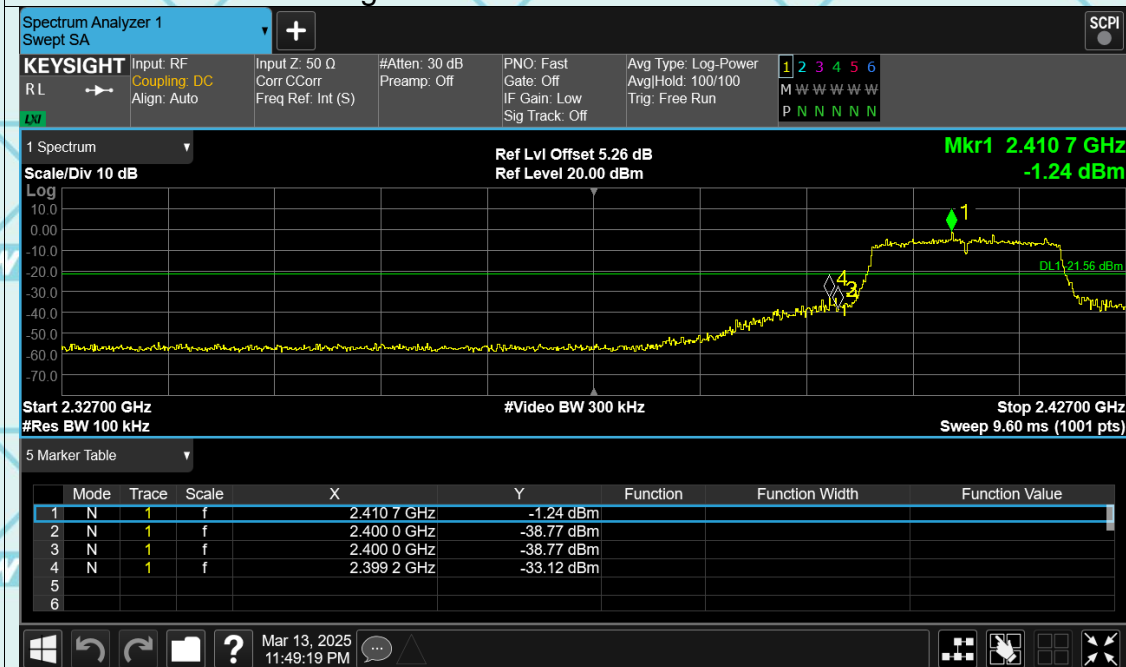 Spectrum Analyzer 1
Swept SA
+
SCPI
KEYSIGHT
RL
LXI
Input: RF
Coupling: DC
Align: Auto
Input Z: 50 Ω
Corr CCorr
Freq Ref: Int (S)
#Atten: 30 dB
Preamp: Off
PNO: Fast
Gate: Off
IF Gain: Low
Sig Track: Off
Avg Type: Log-Power
Avg|Hold: 100/100
Trig: Free Run
1 2 3 4 5 6
M W W W W W
P N N N N N
1 Spectrum
Ref Lvl Offset 5.26 dB
Mkr1 2.410 7 GHz
Scale/Div 10 dB
Ref Level 20.00 dBm
-1.24 dBm
Log
10.0
0.00
-10.0
-20.0
-30.0
-40.0
-50.0
-60.0
-70.0
1
DL1 -21.56 dBm
4
2
Start 2.32700 GHz
#Video BW 300 kHz
Stop 2.42700 GHz
#Res BW 100 kHz
Sweep 9.60 ms (1001 pts)
5 Marker Table
Mode Trace Scale X Y Function Function Width Function Value
1 N 1 f 2.410 7 GHz -1.24 dBm
2 N 1 f 2.400 0 GHz -38.77 dBm
3 N 1 f 2.400 0 GHz -38.77 dBm
4 N 1 f 2.399 2 GHz -33.12 dBm
5
6
?
Mar 13, 2025
11:49:19 PM